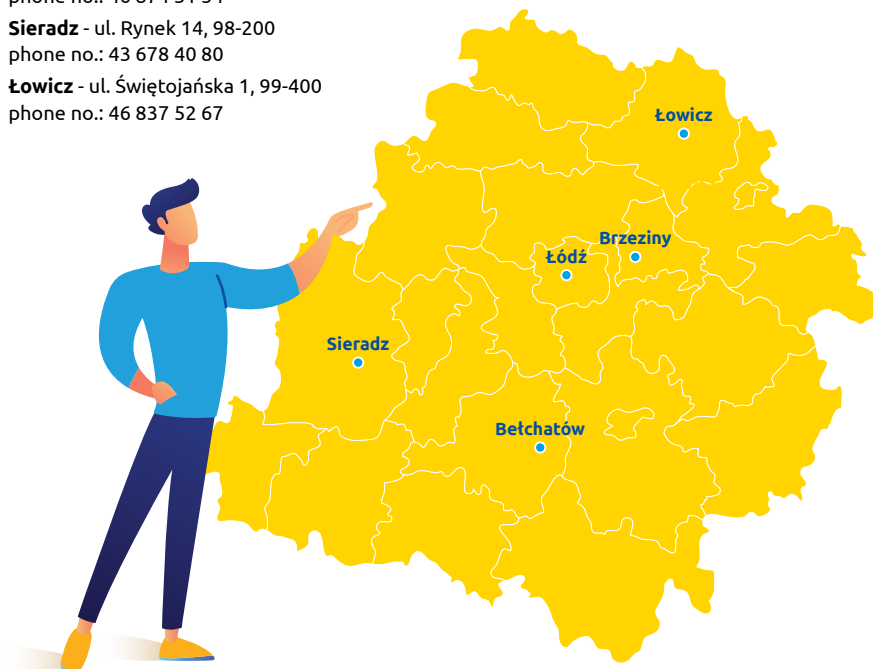 Sieradz - ul. Rynek 14, 98-200
phone no.: 43 678 40 80
Łowicz - ul. Świętojańska 1, 99-400
phone no.: 46 837 52 67
Łowicz
Brzeziny
Łódź
Sieradz
Bełchatów